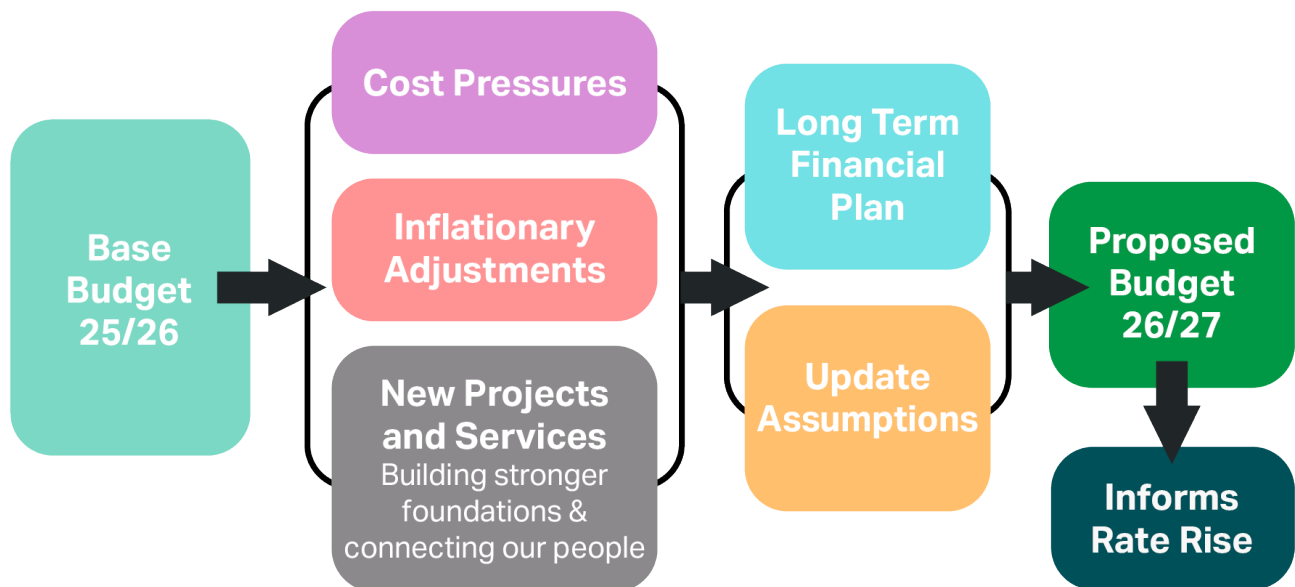 Base
Budget
25/26
Cost Pressures
Inflationary
Adjustments
New Projects
and Services
Building stronger
foundations &
connecting our people
Long Term
Financial
Plan
Update
Assumptions
Proposed
Budget
26/27
Informs
Rate Rise